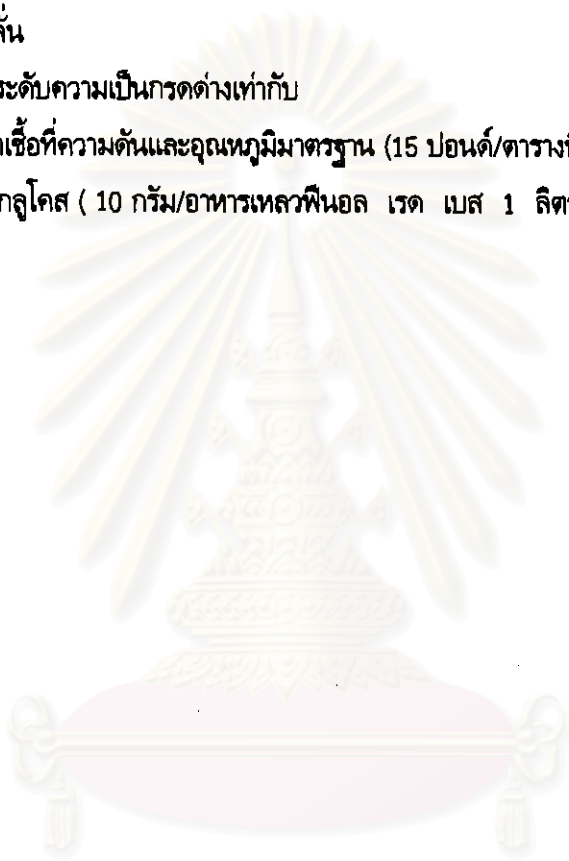 ระดับความเป็นกรดด่างเท่ากับ
เชื้อที่ความดันและอุณหภูมิมาตรฐาน (15 ปอนด์/ตาราง
กลูโคส ( 10 กรัม/อาหารเหลวฟีนอล เรด เบส 1 ลิตร